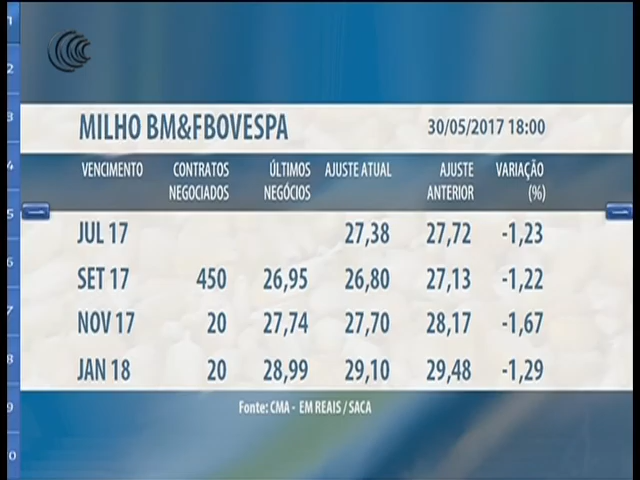 MILHO BM&FBOVESPA 30/05/2017 18:00
VENCIMENTO CONTRATOS NEGOCIADOS ÚLTIMOS NEGÓCIOS AJUSTE ATUAL AJUSTE ANTERIOR VARIAÇÃO (%)
JUL 17 27,38 27,72 -1,23
SET 17 450 26,95 26,80 27,13 -1,22
NOV 17 20 27,74 27,70 28,17 -1,67
JAN 18 20 28,99 29,10 29,48 -1,29
Fonte: CMA - EM REAIS / SACA